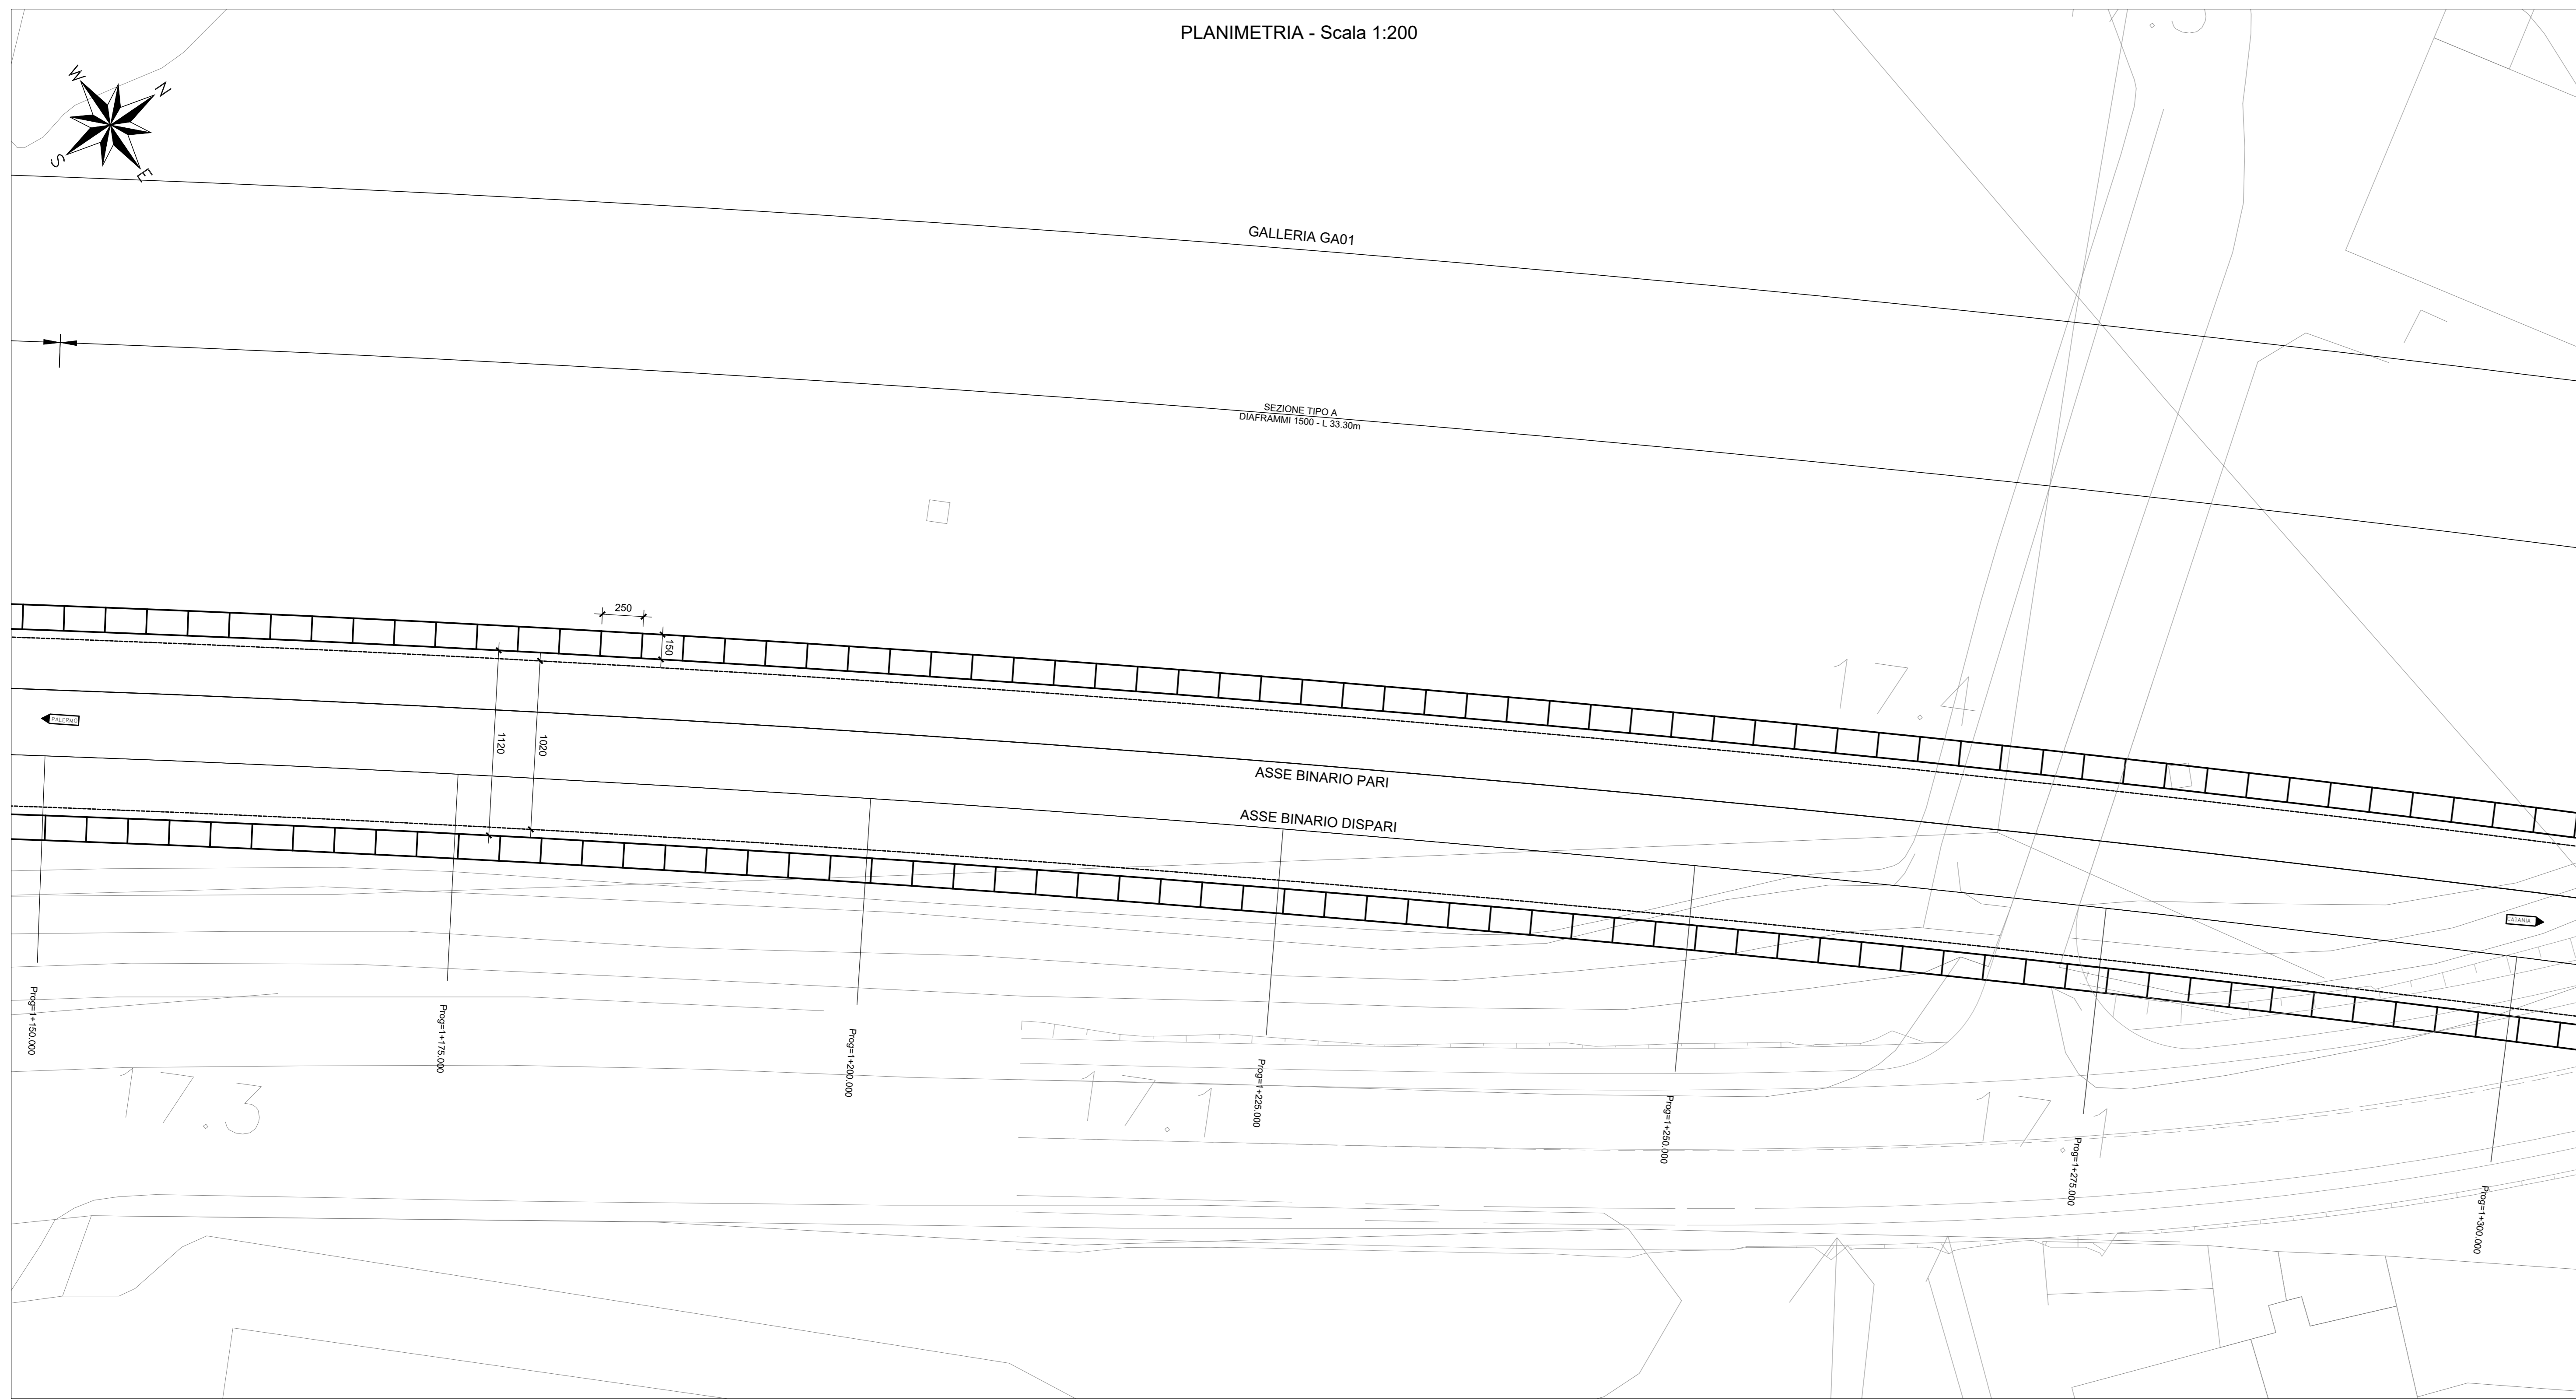 PLANIMETRIA - Scala 1:200
W
N
S
E
GALLERIA GA01
SEZIONE TIPO A
DIAFRAMMI 1500 - L 33.30m
250
150
17.4
PALERMO
1120
1020
ASSE BINARIO PARI
ASSE BINARIO DISPARI
CATANIA
Prog=1+150.000
Prog=1+175.000
Prog=1+200.000
Prog=1+225.000
Prog=1+250.000
Prog=1+275.000
Prog=1+300.000
17.3
17.1
17.1